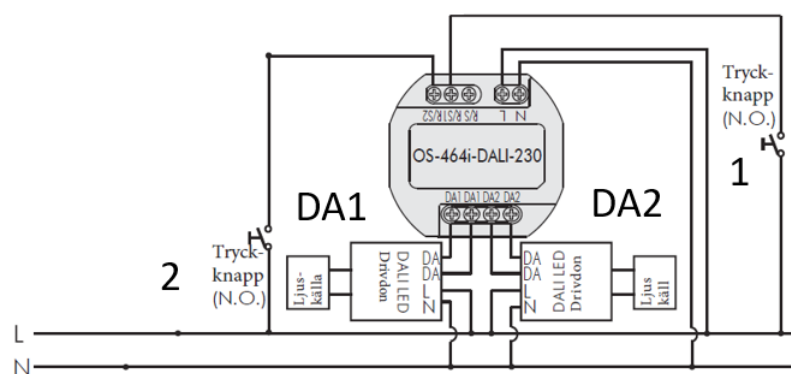 Tryck-
knapp
(N.O.)
1
R/S2
R/S1
R/S
L
N
OS-464i-DALI-230
DA1
DA1
DA2
DA2
DA1
DA2
2
Tryck-
knapp
(N.O.)
Ljus-
källa
DALI LED
Drivdon
DA
DA
L
N
DA
DA
L
N
DALI LED
Drivdon
Ljus
käll
L
N